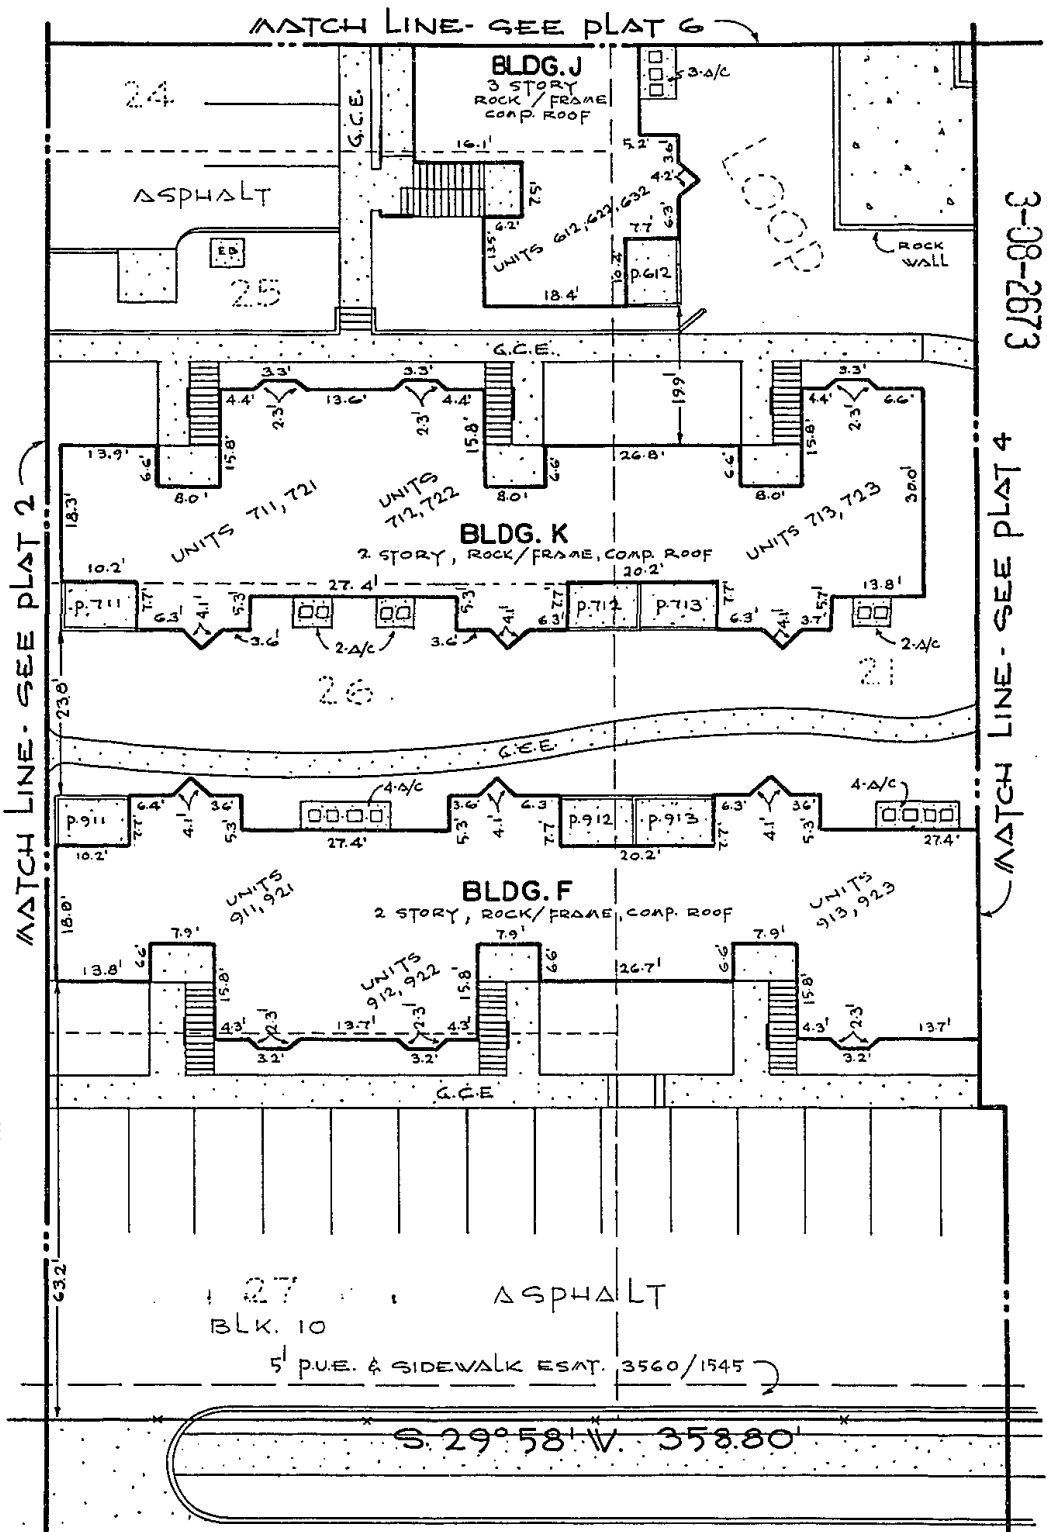 MATCH LINE - SEE PLAT 6
24
G.C.E.
BLDG. J
3 STORY
ROCK / FRAME
COMP. ROOF
3-A/C
16.1'
5.2'
3.6'
4.2'
6.3'
LOOP
ASPHALT
7.5'
6.2'
13.5'
UNITS 612, 622, 632
7.7'
10.2'
P.612
ROCK
WALL
3-08-2673
EB
25
18.4'
G.C.E.
19.9'
3.3'
3.3'
3.3'
4.4'
2.3'
13.6'
2.3'
4.4'
4.4'
2.3'
6.6'
15.8'
15.8'
15.8'
13.9'
6.6'
26.8'
6.6'
6.6'
8.0'
8.0'
8.0'
18.3'
30.0'
UNITS 711, 721
UNITS
712, 722
UNITS 713, 723
BLDG. K
2 STORY, ROCK/FRAME, COMP. ROOF
10.2'
27.4'
20.2'
13.8'
P.711
7.7'
6.3'
4.1'
5.3'
3.6'
2-A/C
5.3'
3.6'
4.1'
6.3'
7.7'
P.712
P.713
7.7'
6.3'
4.1'
3.7'
5.7'
2-A/C
MATCH LINE - SEE PLAT 2
MATCH LINE - SEE PLAT 4
26
21
23.8'
G.C.E.
P.911
7.7'
6.4'
4.1'
3.6'
5.3'
4-A/C
27.4'
3.6'
5.3'
4.1'
6.3
7.7'
P.912
P.913
7.7'
6.3'
4.1'
3.6'
5.3'
4-A/C
27.4'
10.2'
20.2'
UNITS
911, 921
BLDG. F
2 STORY, ROCK/FRAME, COMP. ROOF
UNITS
913, 923
18.0'
7.9'
7.9'
7.9'
6.6'
6.6'
6.6'
13.8'
15.8'
UNITS
912, 922
15.8'
26.7'
15.8'
4.3'
2.3'
13.7'
2.3'
4.3'
4.3'
2.3'
13.7'
3.2'
3.2'
3.2'
G.C.E
63.2'
27
BLK. 10
ASPHALT
5' P.U.E. & SIDEWALK ESMT. 3560/1545
S. 29° 58' W. 358.80'